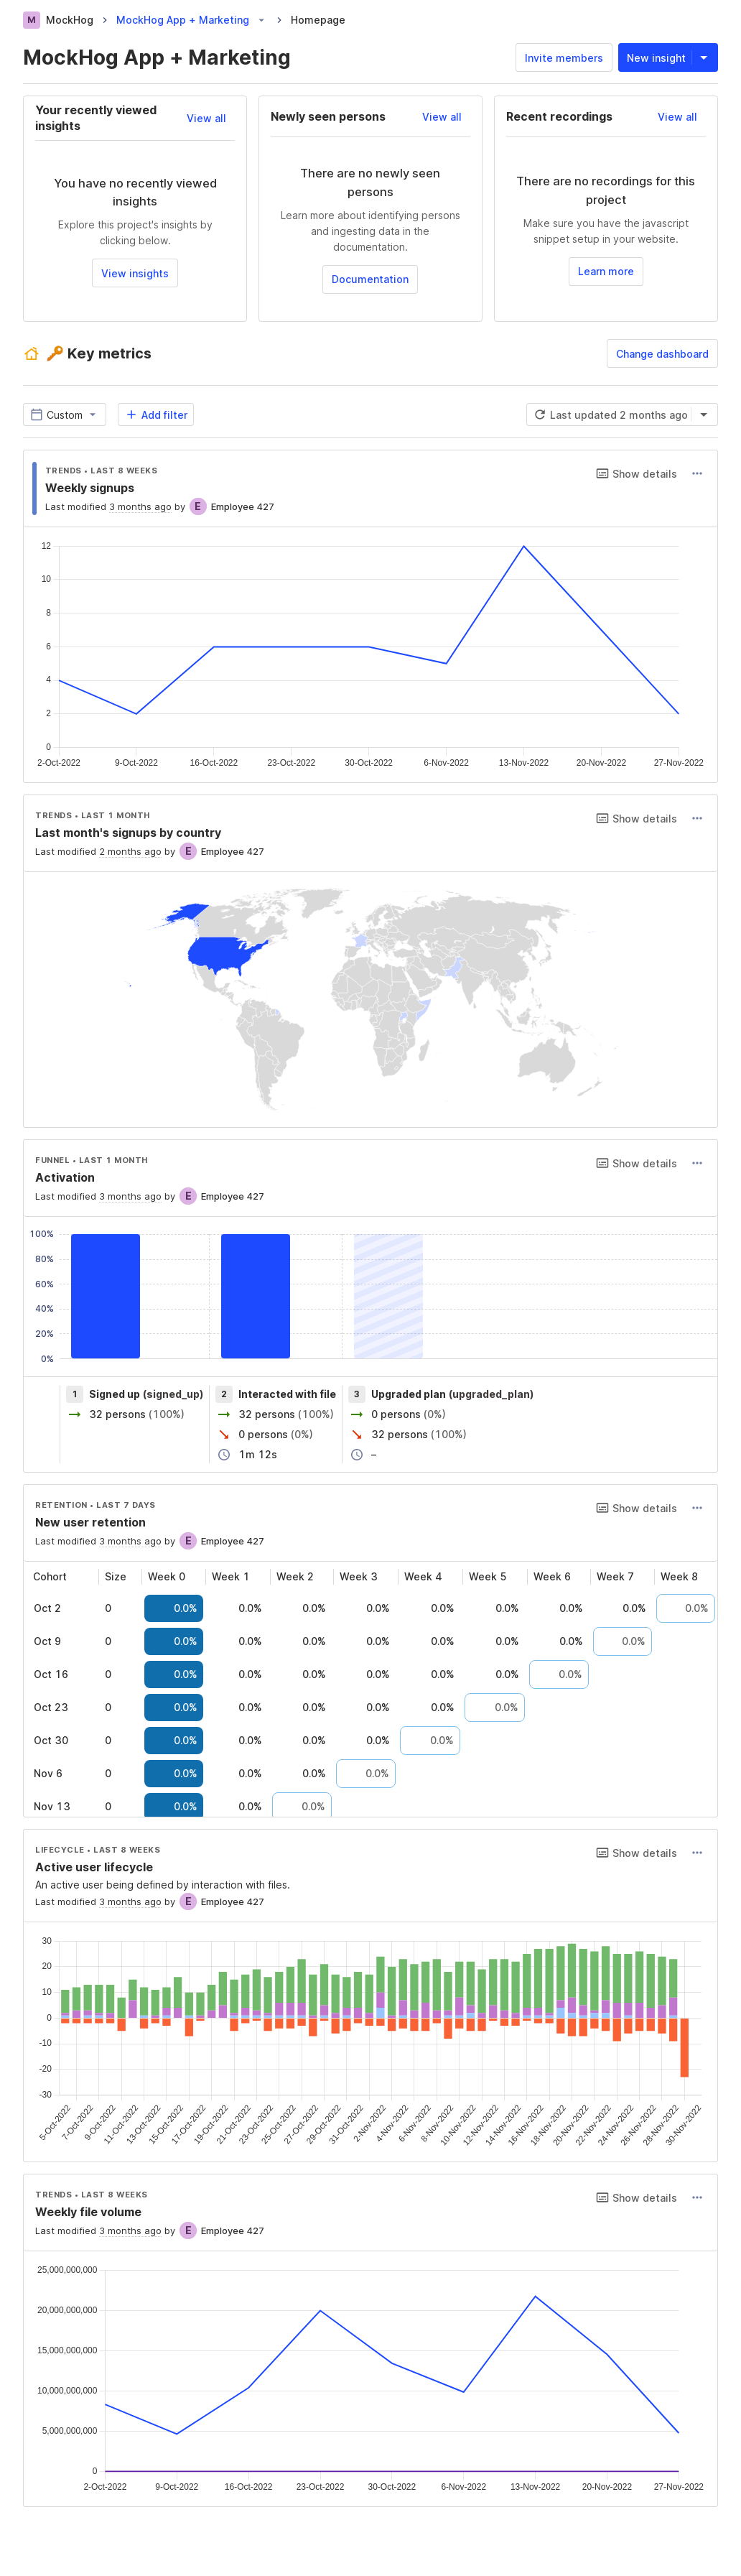 M MockHog > MockHog App + Marketing > Homepage
MockHog App + Marketing
Invite members
New insight
Your recently viewed
insights
View all
You have no recently viewed
insights
Explore this project's insights by
clicking below.
View insights
Newly seen persons
View all
There are no newly seen
persons
Learn more about identifying persons
and ingesting data in the
documentation.
Documentation
Recent recordings
View all
There are no recordings for this
project
Make sure you have the javascript
snippet setup in your website.
Learn more
Key metrics
Change dashboard
Custom
Add filter
Last updated 2 months ago
TRENDS • LAST 8 WEEKS
Show details
Weekly signups
Last modified 3 months ago by E Employee 427
12
10
8
6
4
2
0
2-Oct-2022 9-Oct-2022 16-Oct-2022 23-Oct-2022 30-Oct-2022 6-Nov-2022 13-Nov-2022 20-Nov-2022 27-Nov-2022
TRENDS • LAST 1 MONTH
Show details
Last month's signups by country
Last modified 2 months ago by E Employee 427
FUNNEL • LAST 1 MONTH
Show details
Activation
Last modified 3 months ago by E Employee 427
100%
80%
60%
40%
20%
0%
1 Signed up (signed_up)
32 persons (100%)
2 Interacted with file
32 persons (100%)
0 persons (0%)
1m 12s
3 Upgraded plan (upgraded_plan)
0 persons (0%)
32 persons (100%)
–
RETENTION • LAST 7 DAYS
Show details
New user retention
Last modified 3 months ago by E Employee 427
Cohort Size Week 0 Week 1 Week 2 Week 3 Week 4 Week 5 Week 6 Week 7 Week 8
Oct 2 0 0.0% 0.0% 0.0% 0.0% 0.0% 0.0% 0.0% 0.0% 0.0%
Oct 9 0 0.0% 0.0% 0.0% 0.0% 0.0% 0.0% 0.0% 0.0%
Oct 16 0 0.0% 0.0% 0.0% 0.0% 0.0% 0.0% 0.0%
Oct 23 0 0.0% 0.0% 0.0% 0.0% 0.0% 0.0%
Oct 30 0 0.0% 0.0% 0.0% 0.0% 0.0%
Nov 6 0 0.0% 0.0% 0.0% 0.0%
Nov 13 0 0.0% 0.0% 0.0%
LIFECYCLE • LAST 8 WEEKS
Show details
Active user lifecycle
An active user being defined by interaction with files.
Last modified 3 months ago by E Employee 427
30
20
10
0
-10
-20
-30
5-Oct-2022 7-Oct-2022 9-Oct-2022 11-Oct-2022 13-Oct-2022 15-Oct-2022 17-Oct-2022 19-Oct-2022 21-Oct-2022 23-Oct-2022 25-Oct-2022 27-Oct-2022 29-Oct-2022 31-Oct-2022 2-Nov-2022 4-Nov-2022 6-Nov-2022 8-Nov-2022 10-Nov-2022 12-Nov-2022 14-Nov-2022 16-Nov-2022 18-Nov-2022 20-Nov-2022 22-Nov-2022 24-Nov-2022 26-Nov-2022 28-Nov-2022 30-Nov-2022
TRENDS • LAST 8 WEEKS
Show details
Weekly file volume
Last modified 3 months ago by E Employee 427
25,000,000,000
20,000,000,000
15,000,000,000
10,000,000,000
5,000,000,000
0
2-Oct-2022 9-Oct-2022 16-Oct-2022 23-Oct-2022 30-Oct-2022 6-Nov-2022 13-Nov-2022 20-Nov-2022 27-Nov-2022